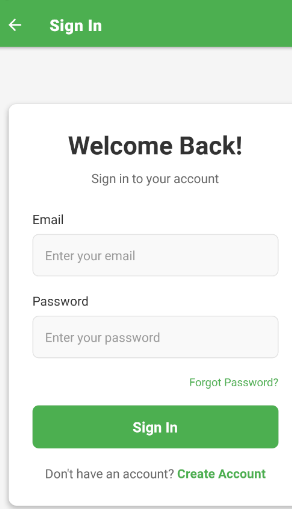 Sign In
Welcome Back!
Sign in to your account
Email
Enter your email
Password
Enter your password
Forgot Password?
Sign In
Don't have an account? Create Account